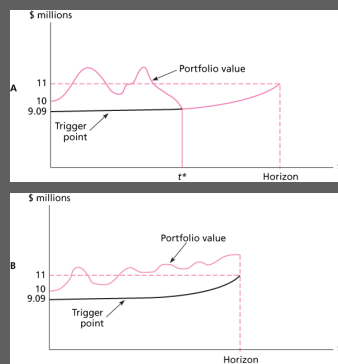 $ millions
A
11
Portfolio value
10
9.09
Trigger
point
t*
Horizon
$ millions
B
Portfolio value
11
10
9.09
Trigger
point
Horizon